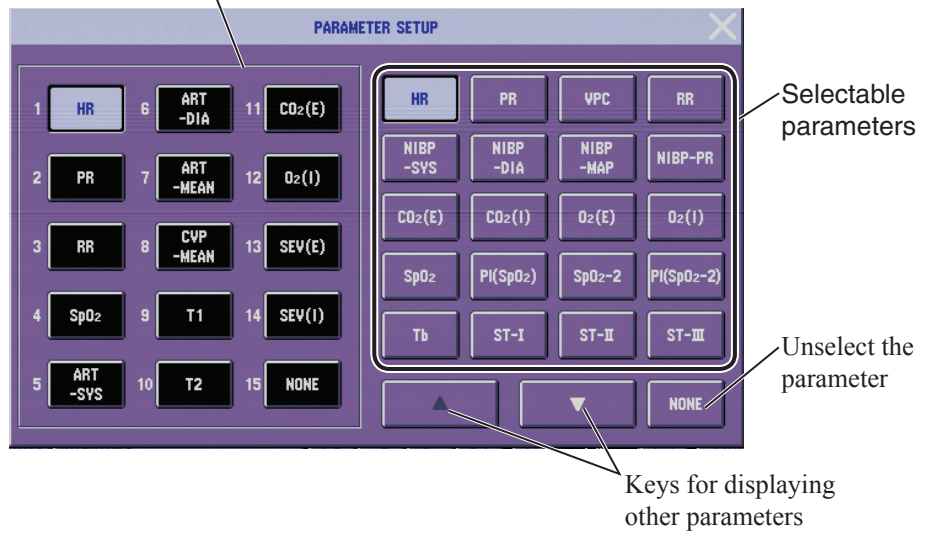 PARAMETER SETUP
1 HR 6 ART
-DIA 11 CO2(E)
2 PR 7 ART
-MEAN 12 O2(I)
3 RR 8 CVP
-MEAN 13 SEV(E)
4 SpO2 9 T1 14 SEV(I)
5 ART
-SYS 10 T2 15 NONE
HR PR VPC RR
NIBP
-SYS NIBP
-DIA NIBP
-MAP NIBP-PR
CO2(E) CO2(I) O2(E) O2(I)
SpO2 PI(SpO2) SpO2-2 PI(SpO2-2)
Tb ST-I ST-II ST-III
NONE
Selectable
parameters
Unselect the
parameter
Keys for displaying
other parameters